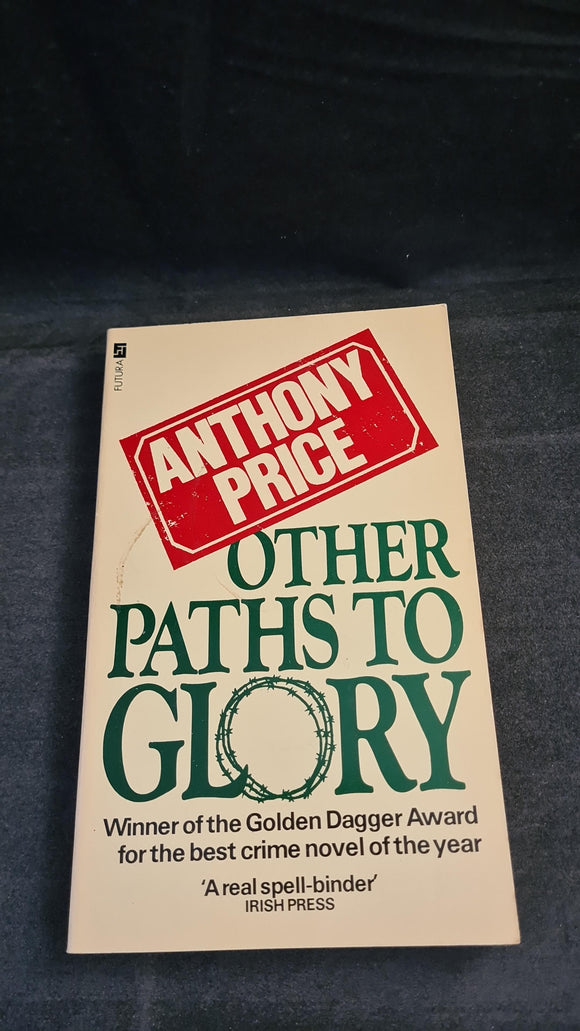 FUTURA
ANTHONY
PRICE
OTHER
PATHS TO
GLORY
Winner of the Golden Dagger Award
for the best crime novel of the year
'A real spell-binder'
IRISH PRESS